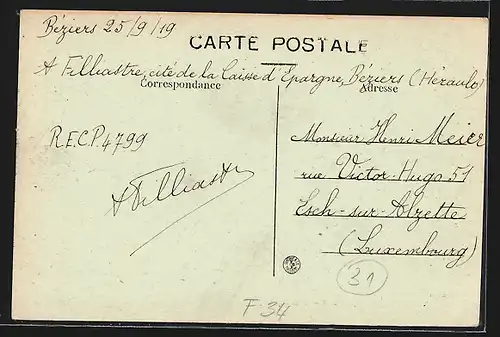 Béziers 25/9/19
CARTE POSTALE
A Filliastre, cité de la Caisse d'Epargne, Béziers (Hérault)
Correspondance
Adresse
R.E.C.P. 4799
A Filliastre
Monsieur Henri Meier
rue Victor-Hugo 51
Esch-sur-Alzette
(Luxembourg)
31
F 34